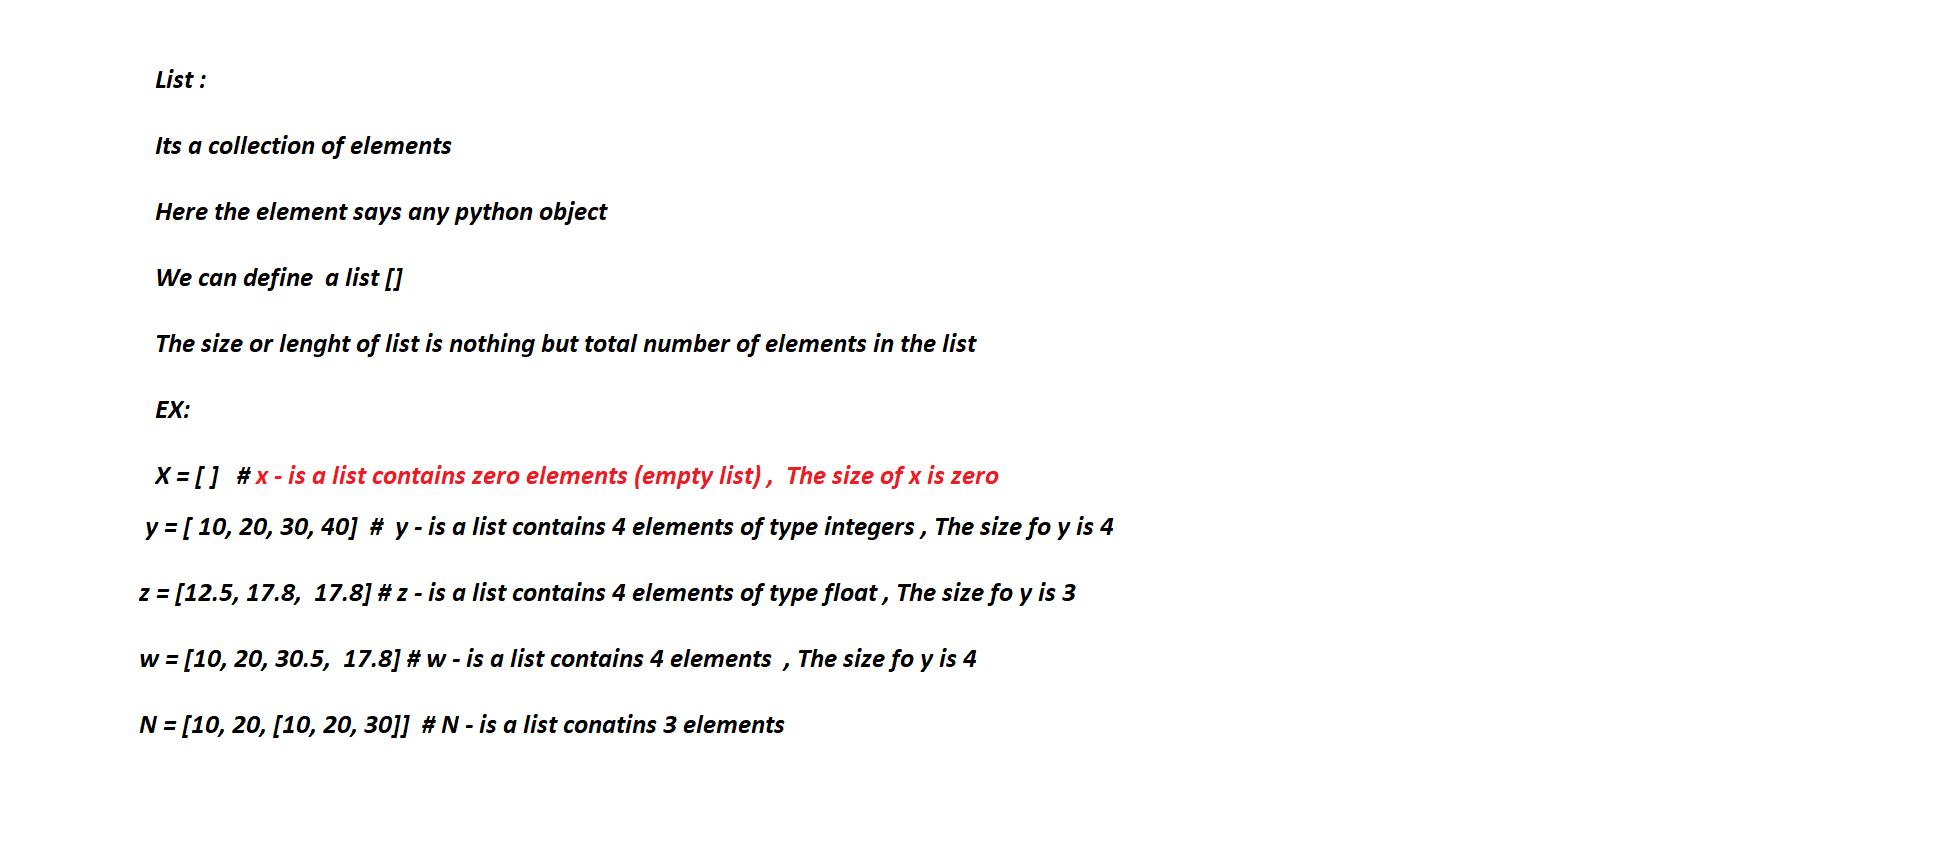 List :
Its a collection of elements
Here the element says any python object
We can define  a list []
The size or lenght of list is nothing but total number of elements in the list
EX:
X = [ ]   # x - is a list contains zero elements (empty list) ,  The size of x is zero
y = [ 10, 20, 30, 40]  #  y - is a list contains 4 elements of type integers , The size fo y is 4
z = [12.5, 17.8,  17.8] # z - is a list contains 4 elements of type float , The size fo y is 3
w = [10, 20, 30.5,  17.8] # w - is a list contains 4 elements  , The size fo y is 4
N = [10, 20, [10, 20, 30]]  # N - is a list conatins 3 elements